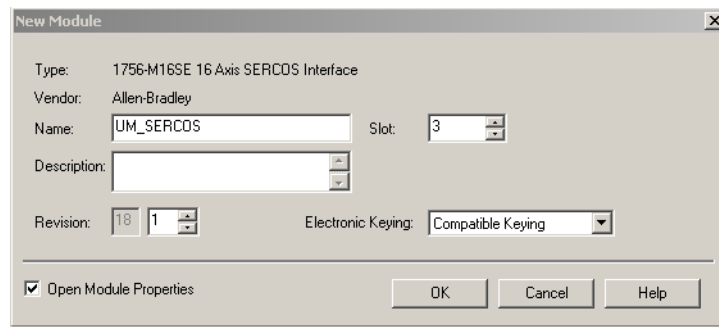 New Module
Type: 1756-M16SE 16 Axis SERCOS Interface
Vendor: Allen-Bradley
Name: UM_SERCOS Slot: 3
Description:
Revision: 18 1 Electronic Keying: Compatible Keying
Open Module Properties OK Cancel Help